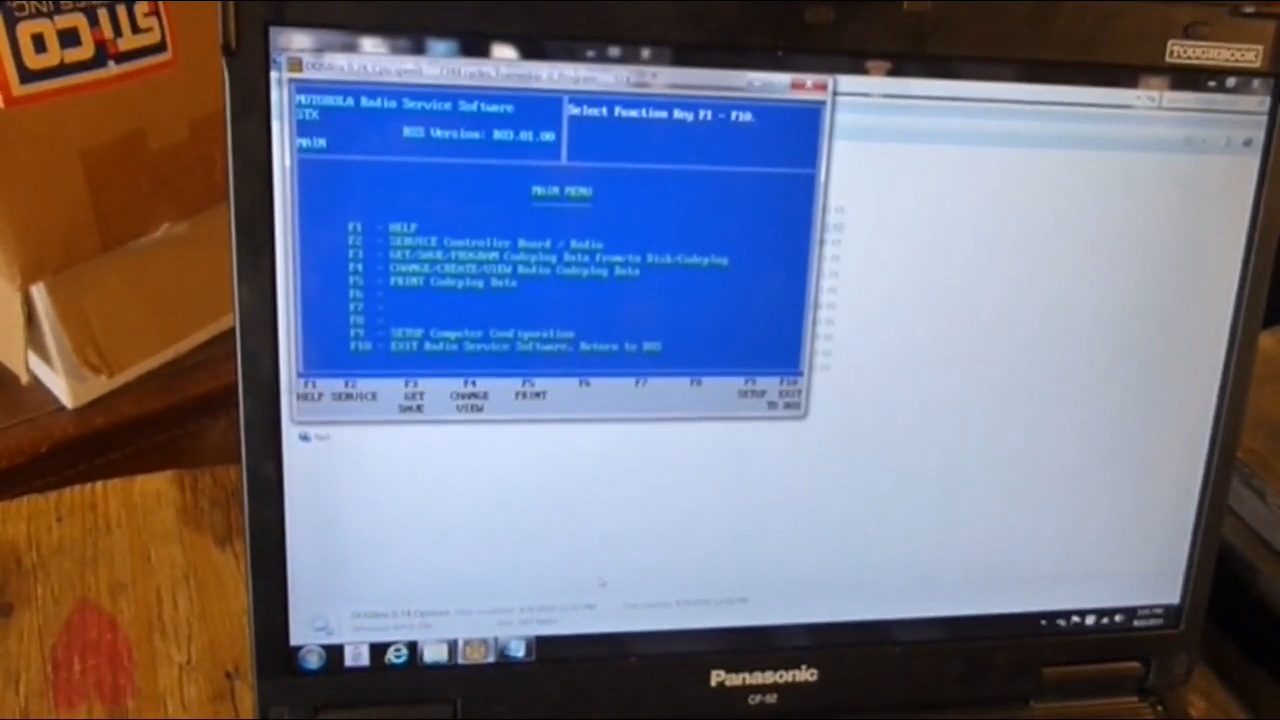 STi-CO
TOUGHBOOK
MOTOROLA Radio Service Software
STX
RSS Version: R03.01.00
MAIN
Select Function Key F1 - F10.
MAIN MENU
F1 - HELP
F2 - SERVICE Controller Board / Radio
F3 - GET/SAVE/PROGRAM Codeplug Data from/to Disk/Codeplug
F4 - CHANGE/CREATE/VIEW Radio Codeplug Data
F5 - PRINT Codeplug Data
F6 -
F7 -
F8 -
F9 - SETUP Computer Configuration
F10 - EXIT Radio Service Software, Return to DOS
F1 F2 F3 F4 F5 F6 F7 F8 F9 F10
HELP SERVICE GET CHANGE PRINT SETUP EXIT
SAVE VIEW TO DOS
Panasonic
CF-52